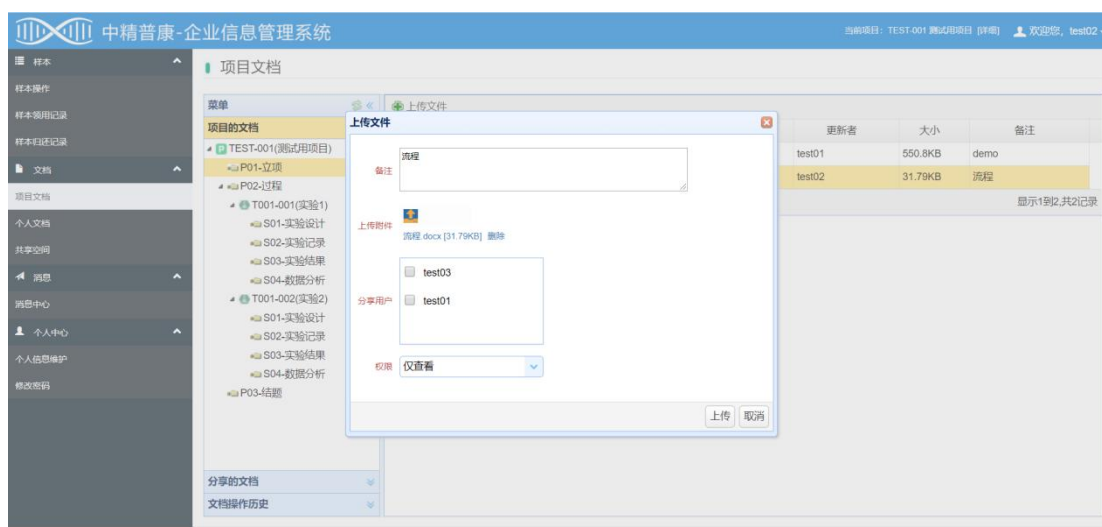 中精普康-企业信息管理系统
当前项目：TEST-001 测试用项目 [详细]
欢迎您，test02
样本
样本操作
样本领用记录
样本归还记录
文档
项目文档
个人文档
共享空间
消息
消息中心
个人中心
个人信息维护
修改密码
项目文档
菜单
项目的文档
TEST-001(测试用项目)
P01-立项
P02-过程
T001-001(实验1)
S01-实验设计
S02-实验记录
S03-实验结果
S04-数据分析
T001-002(实验2)
S01-实验设计
S02-实验记录
S03-实验结果
S04-数据分析
P03-结题
分享的文档
文档操作历史
上传文件
更新者 大小 备注
test01 550.8KB demo
test02 31.79KB 流程
显示1到2,共2记录
上传文件
备注 流程
上传附件
流程.docx [31.79KB] 删除
分享用户
test03
test01
权限 仅查看
上传 取消